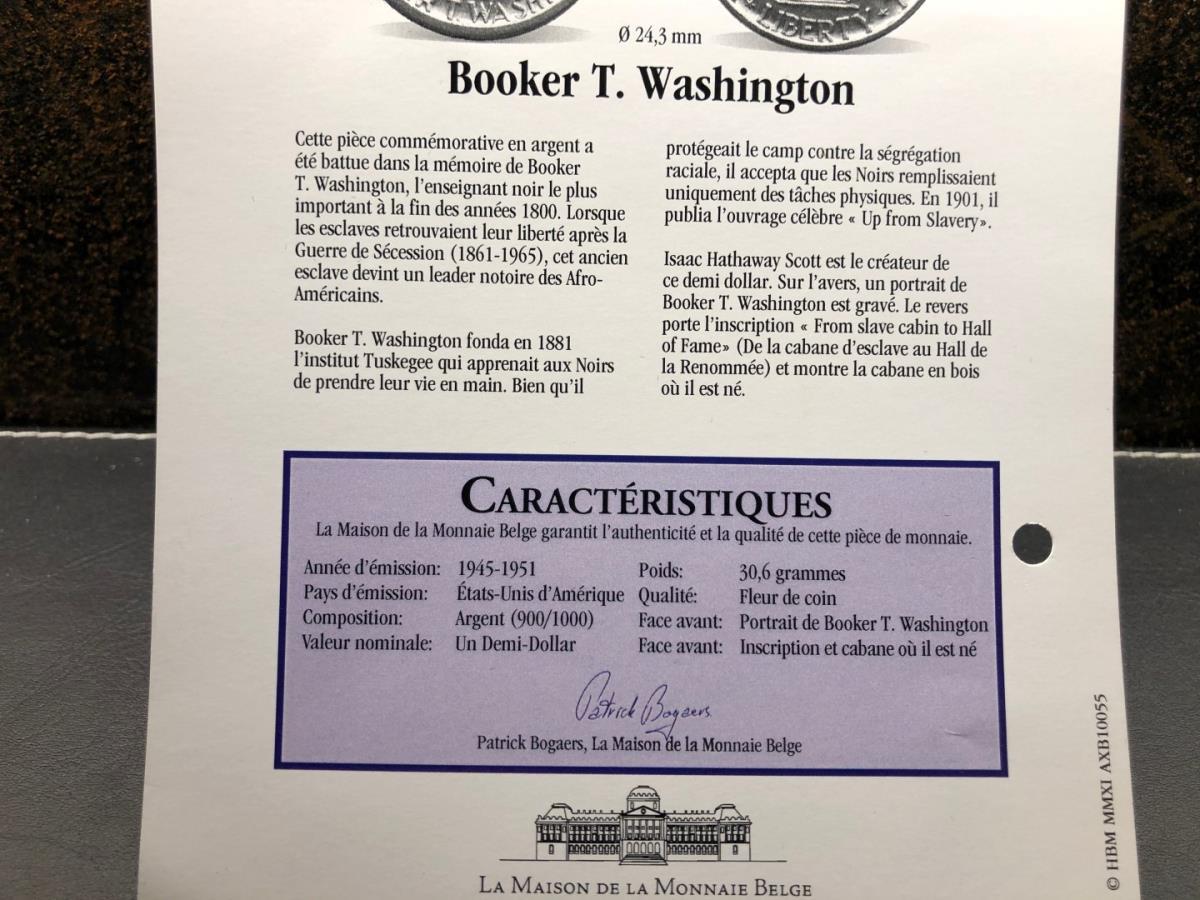 R T. WASHI
LIBERTY
Ø 24,3 mm
Booker T. Washington
Cette pièce commémorative en argent a
été battue dans la mémoire de Booker
T. Washington, l'enseignant noir le plus
important à la fin des années 1800. Lorsque
les esclaves retrouvaient leur liberté après la
Guerre de Sécession (1861-1965), cet ancien
esclave devint un leader notoire des Afro-
Américains.
Booker T. Washington fonda en 1881
l'institut Tuskegee qui apprenait aux Noirs
de prendre leur vie en main. Bien qu'il
protégeait le camp contre la ségrégation
raciale, il accepta que les Noirs remplissaient
uniquement des tâches physiques. En 1901, il
publia l'ouvrage célèbre « Up from Slavery».
Isaac Hathaway Scott est le créateur de
ce demi dollar. Sur l'avers, un portrait de
Booker T. Washington est gravé. Le revers
porte l'inscription « From slave cabin to Hall
of Fame» (De la cabane d'esclave au Hall de
la Renommée) et montre la cabane en bois
où il est né.
CARACTÉRISTIQUES
La Maison de la Monnaie Belge garantit l'authenticité et la qualité de cette pièce de monnaie.
Année d'émission: 1945-1951
Pays d'émission: États-Unis d'Amérique
Composition: Argent (900/1000)
Valeur nominale: Un Demi-Dollar
Poids: 30,6 grammes
Qualité: Fleur de coin
Face avant: Portrait de Booker T. Washington
Face avant: Inscription et cabane où il est né
Patrick Bogaers
Patrick Bogaers, La Maison de la Monnaie Belge
LA MAISON DE LA MONNAIE BELGE
© HBM MMXI AXB10055